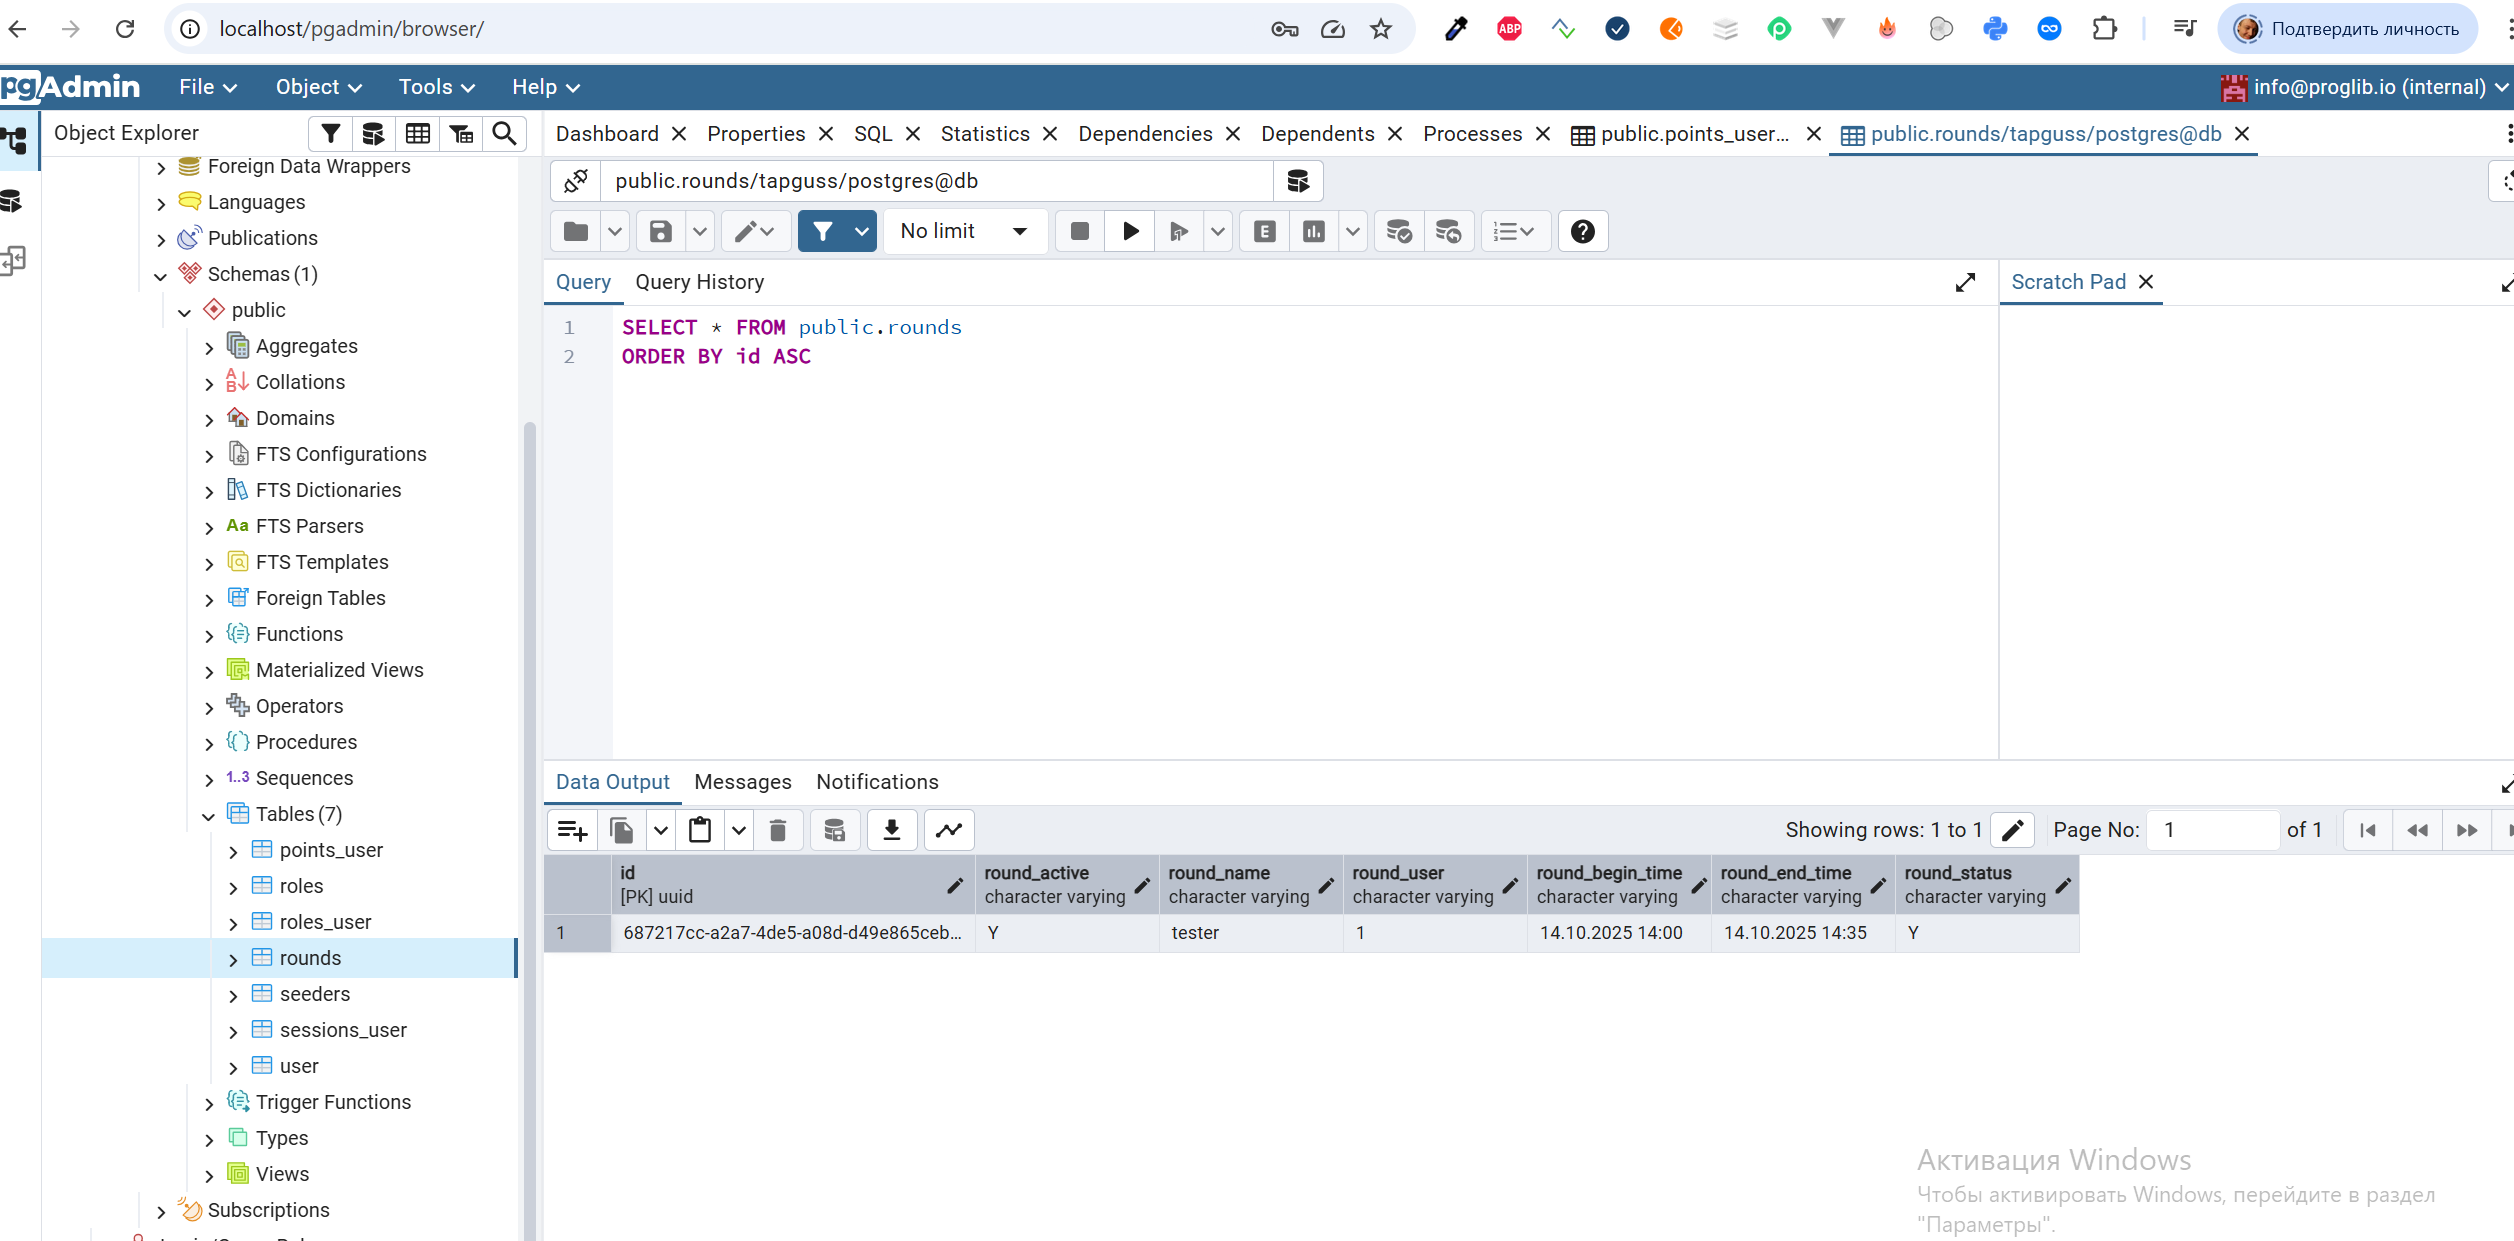 localhost/pgadmin/browser/
ABP
Подтвердить личность
pgAdmin
File
Object
Tools
Help
info@proglib.io (internal)
Object Explorer
Dashboard
Properties
SQL
Statistics
Dependencies
Dependents
Processes
public.points_user...
public.rounds/tapguss/postgres@db
Foreign Data Wrappers
Languages
Publications
Schemas (1)
public
Aggregates
Collations
Domains
FTS Configurations
FTS Dictionaries
Aa FTS Parsers
FTS Templates
Foreign Tables
Functions
Materialized Views
Operators
Procedures
1..3 Sequences
Tables (7)
points_user
roles
roles_user
rounds
seeders
sessions_user
user
Trigger Functions
Types
Views
Subscriptions
public.rounds/tapguss/postgres@db
No limit
E
Query
Query History
Scratch Pad
1 SELECT * FROM public.rounds
2 ORDER BY id ASC
Data Output
Messages
Notifications
Showing rows: 1 to 1
Page No:
1
of 1
id
[PK] uuid
round_active
character varying
round_name
character varying
round_user
character varying
round_begin_time
character varying
round_end_time
character varying
round_status
character varying
1
687217cc-a2a7-4de5-a08d-d49e865ceb...
Y
tester
1
14.10.2025 14:00
14.10.2025 14:35
Y
Активация Windows
Чтобы активировать Windows, перейдите в раздел
"Параметры".